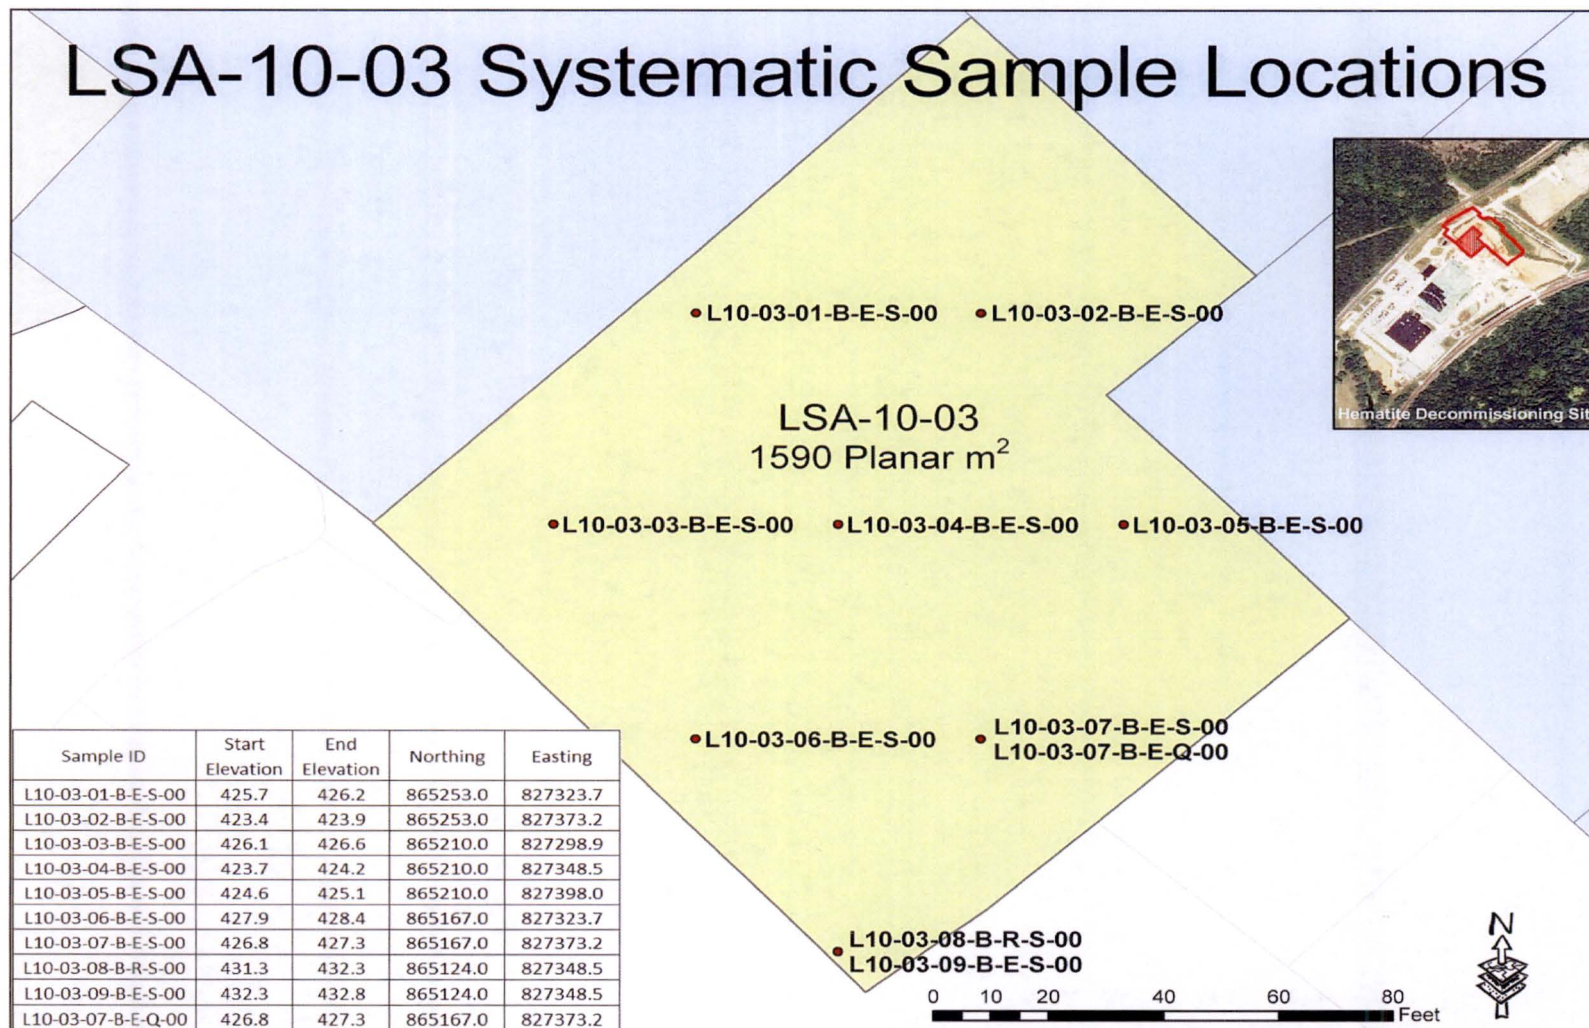 LSA-10-03 Systematic Sample Locations
Hematite Decommissioning Sit
L10-03-01-B-E-S-00
L10-03-02-B-E-S-00
LSA-10-03
1590 Planar m²
L10-03-03-B-E-S-00
L10-03-04-B-E-S-00
L10-03-05-B-E-S-00
L10-03-06-B-E-S-00
L10-03-07-B-E-S-00
L10-03-07-B-E-Q-00
L10-03-08-B-R-S-00
L10-03-09-B-E-S-00
Sample ID Start Elevation End Elevation Northing Easting
L10-03-01-B-E-S-00 425.7 426.2 865253.0 827323.7
L10-03-02-B-E-S-00 423.4 423.9 865253.0 827373.2
L10-03-03-B-E-S-00 426.1 426.6 865210.0 827298.9
L10-03-04-B-E-S-00 423.7 424.2 865210.0 827348.5
L10-03-05-B-E-S-00 424.6 425.1 865210.0 827398.0
L10-03-06-B-E-S-00 427.9 428.4 865167.0 827323.7
L10-03-07-B-E-S-00 426.8 427.3 865167.0 827373.2
L10-03-08-B-R-S-00 431.3 432.3 865124.0 827348.5
L10-03-09-B-E-S-00 432.3 432.8 865124.0 827348.5
L10-03-07-B-E-Q-00 426.8 427.3 865167.0 827373.2
0 10 20 40 60 80
Feet
N